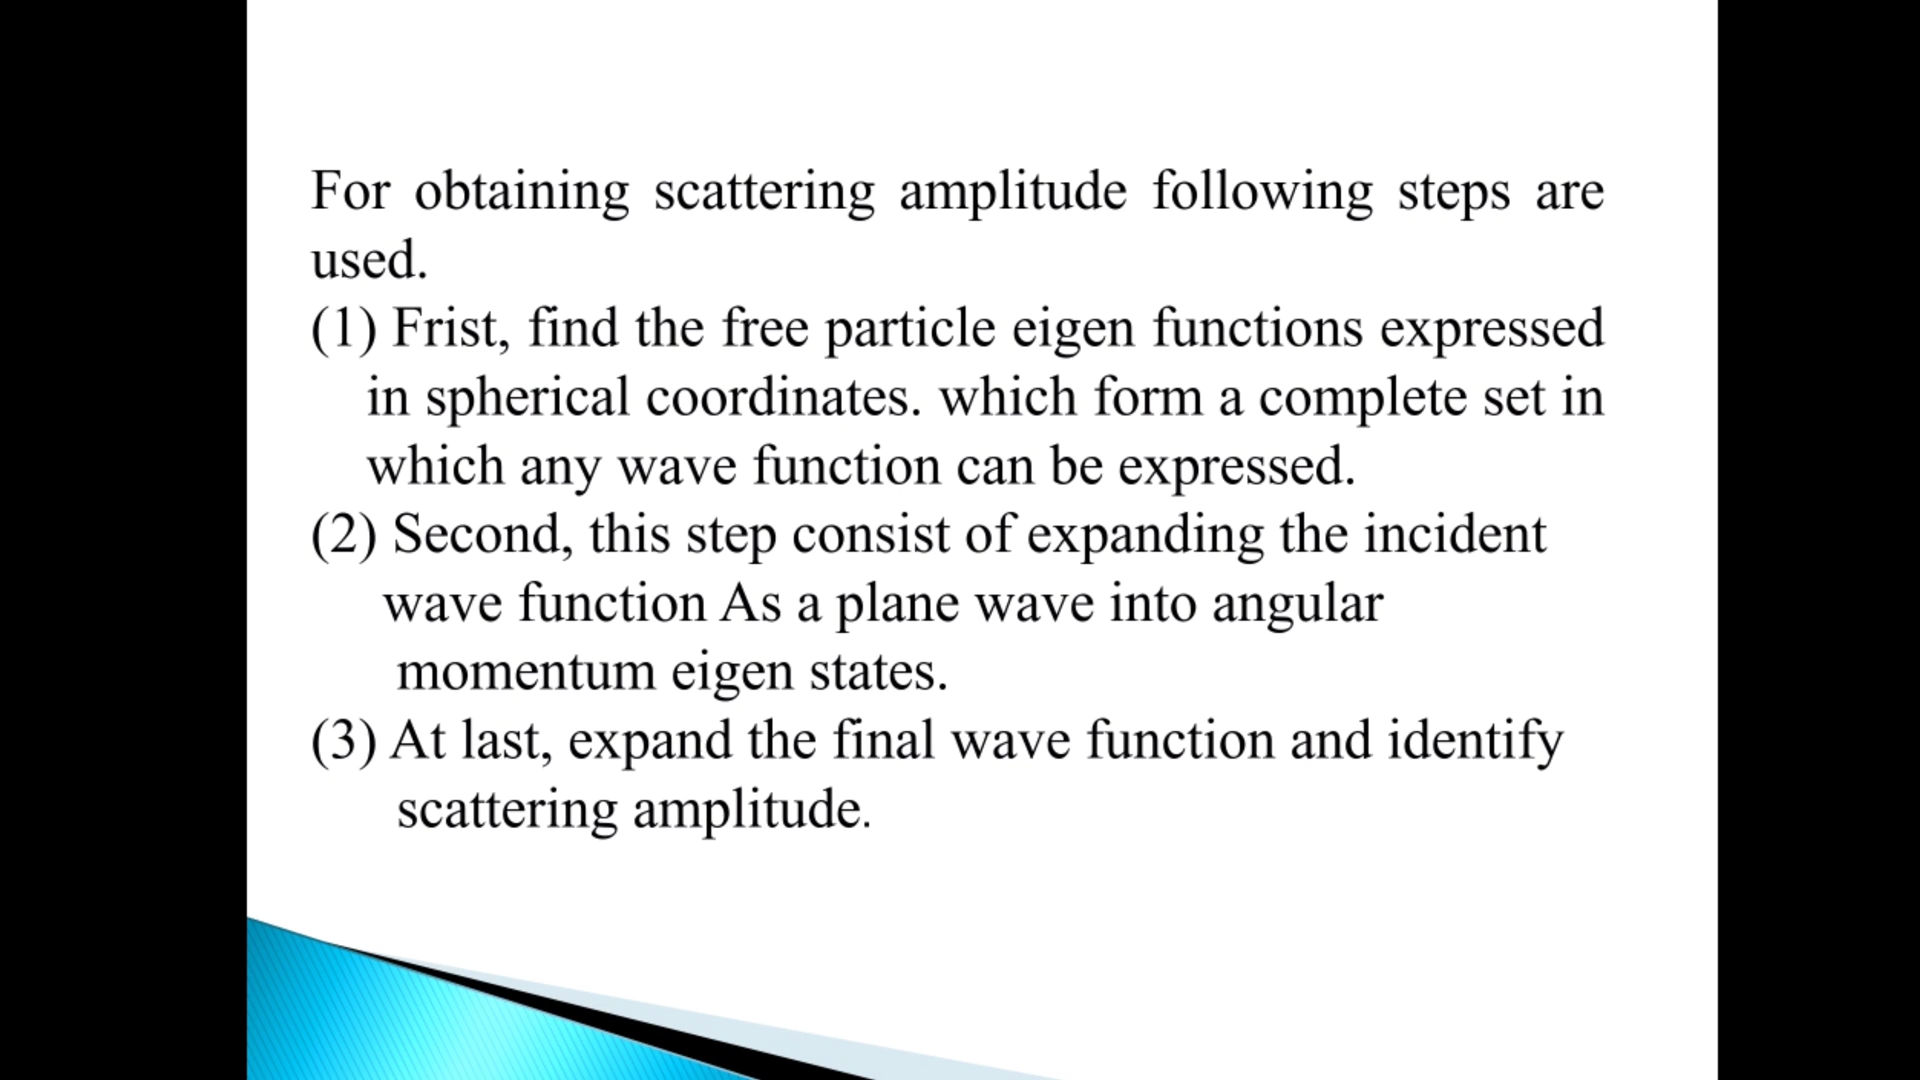 For obtaining scattering amplitude following steps are
used.
(1) Frist, find the free particle eigen functions expressed
in spherical coordinates. which form a complete set in
which any wave function can be expressed.
(2) Second, this step consist of expanding the incident
wave function As a plane wave into angular
momentum eigen states.
(3) At last, expand the final wave function and identify
scattering amplitude.